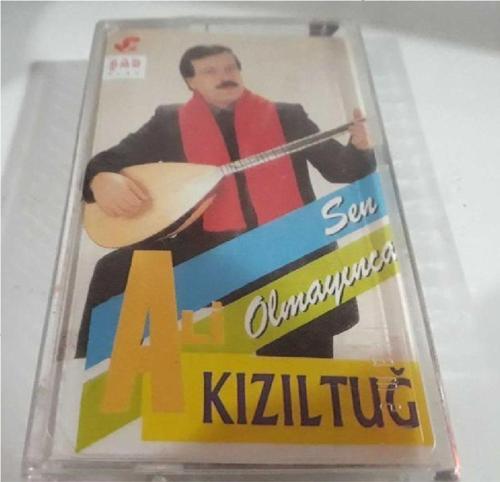 Sen
Olmayınca
Ali
KIZILTUĞ